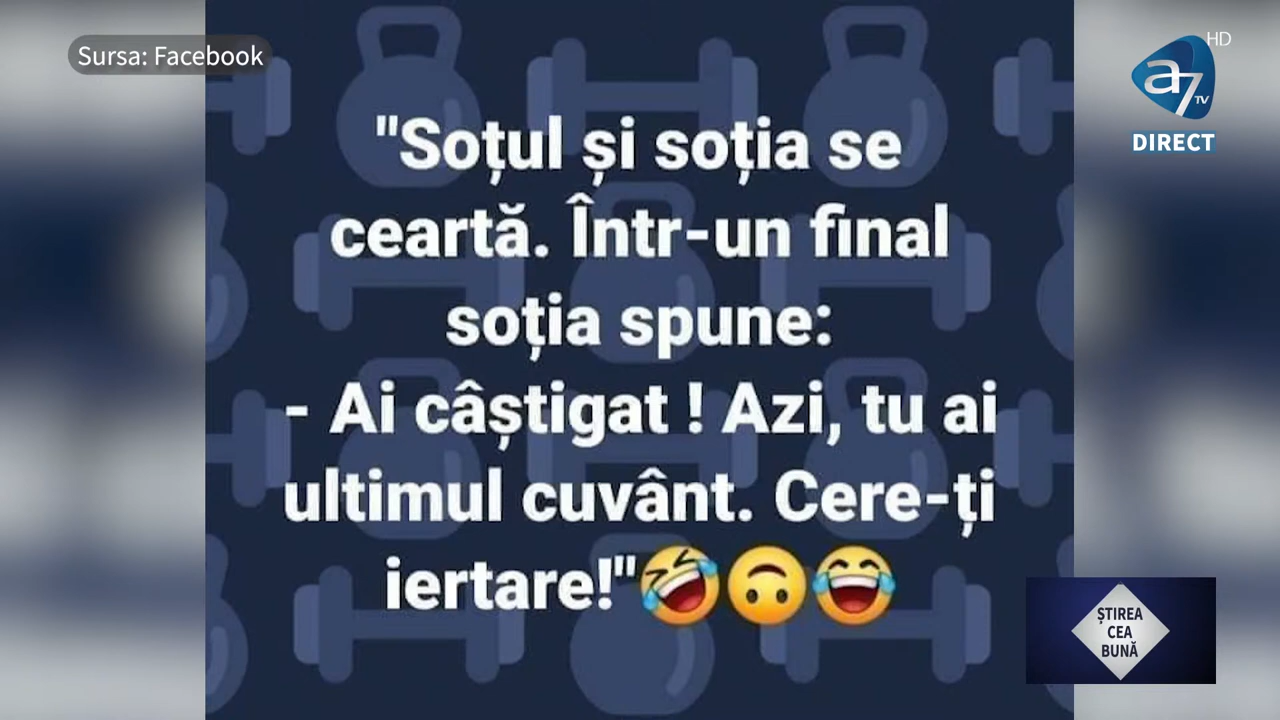 Sursa: Facebook
HD
a7
TV
DIRECT
"Soțul și soția se
ceartă. Într-un final
soția spune:
- Ai câștigat ! Azi, tu ai
ultimul cuvânt. Cere-ți
iertare!"🤣🙃😂
ȘTIREA
CEA
BUNĂ